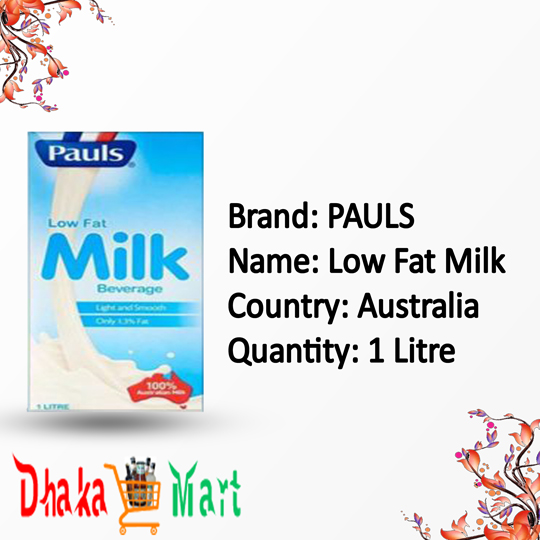 Pauls
Low Fat
Milk
Beverage
Light and Smooth
Only 1.3% Fat
100%
Australian Milk
1 LITRE
Brand: PAULS
Name: Low Fat Milk
Country: Australia
Quantity: 1 Litre
Dhaka Mart